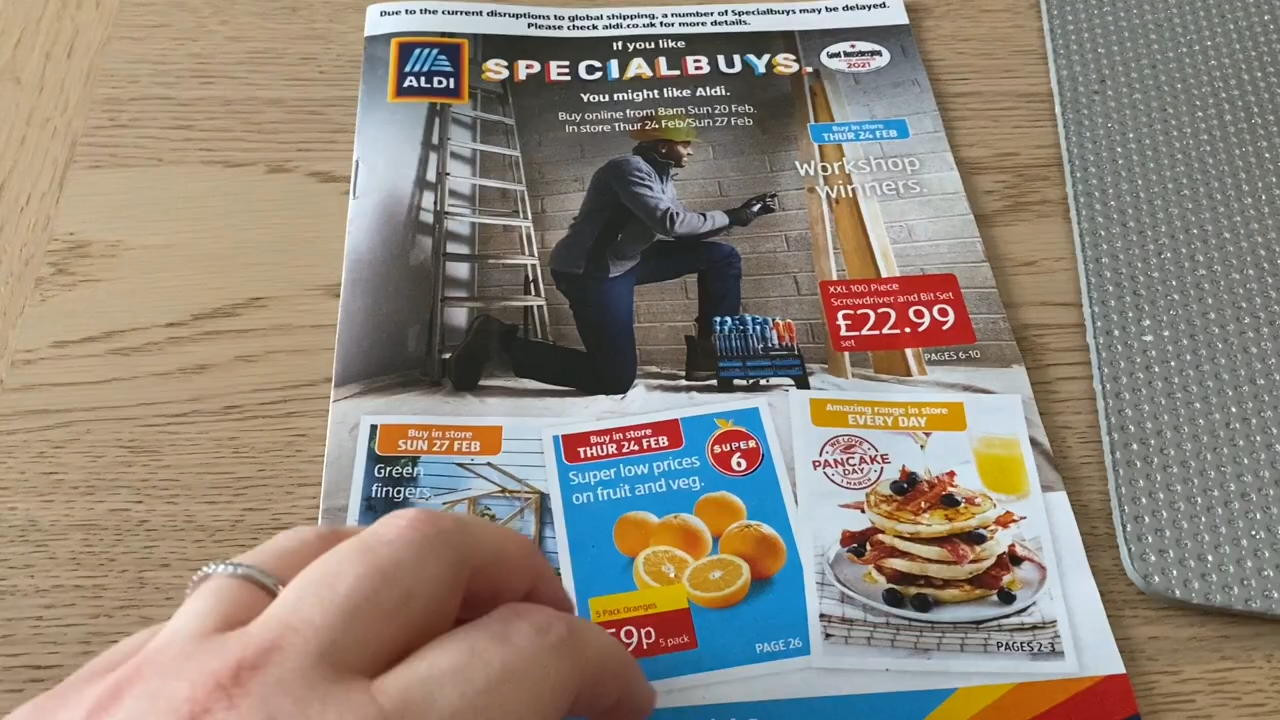 Due to the current disruptions to global shipping, a number of Specialbuys may be delayed.
Please check aldi.co.uk for more details.
ALDI
If you like
SPECIALBUYS.
You might like Aldi.
Buy online from 8am Sun 20 Feb.
In store Thur 24 Feb/Sun 27 Feb
Good Housekeeping
2021
Buy in store
THUR 24 FEB
Workshop
winners.
XXL 100 Piece
Screwdriver and Bit Set
£22.99
set
PAGES 6-10
Buy in store
SUN 27 FEB
Green
fingers.
Buy in store
THUR 24 FEB
SUPER
6
Super low prices
on fruit and veg.
5 Pack Oranges
59p
5 pack
PAGE 26
Amazing range in store
EVERY DAY
WE LOVE
PANCAKE
DAY
1 MARCH
PAGES 2-3